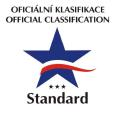 OFICIÁLNÍ KLASIFIKACE
OFFICIAL CLASSIFICATION
Standard